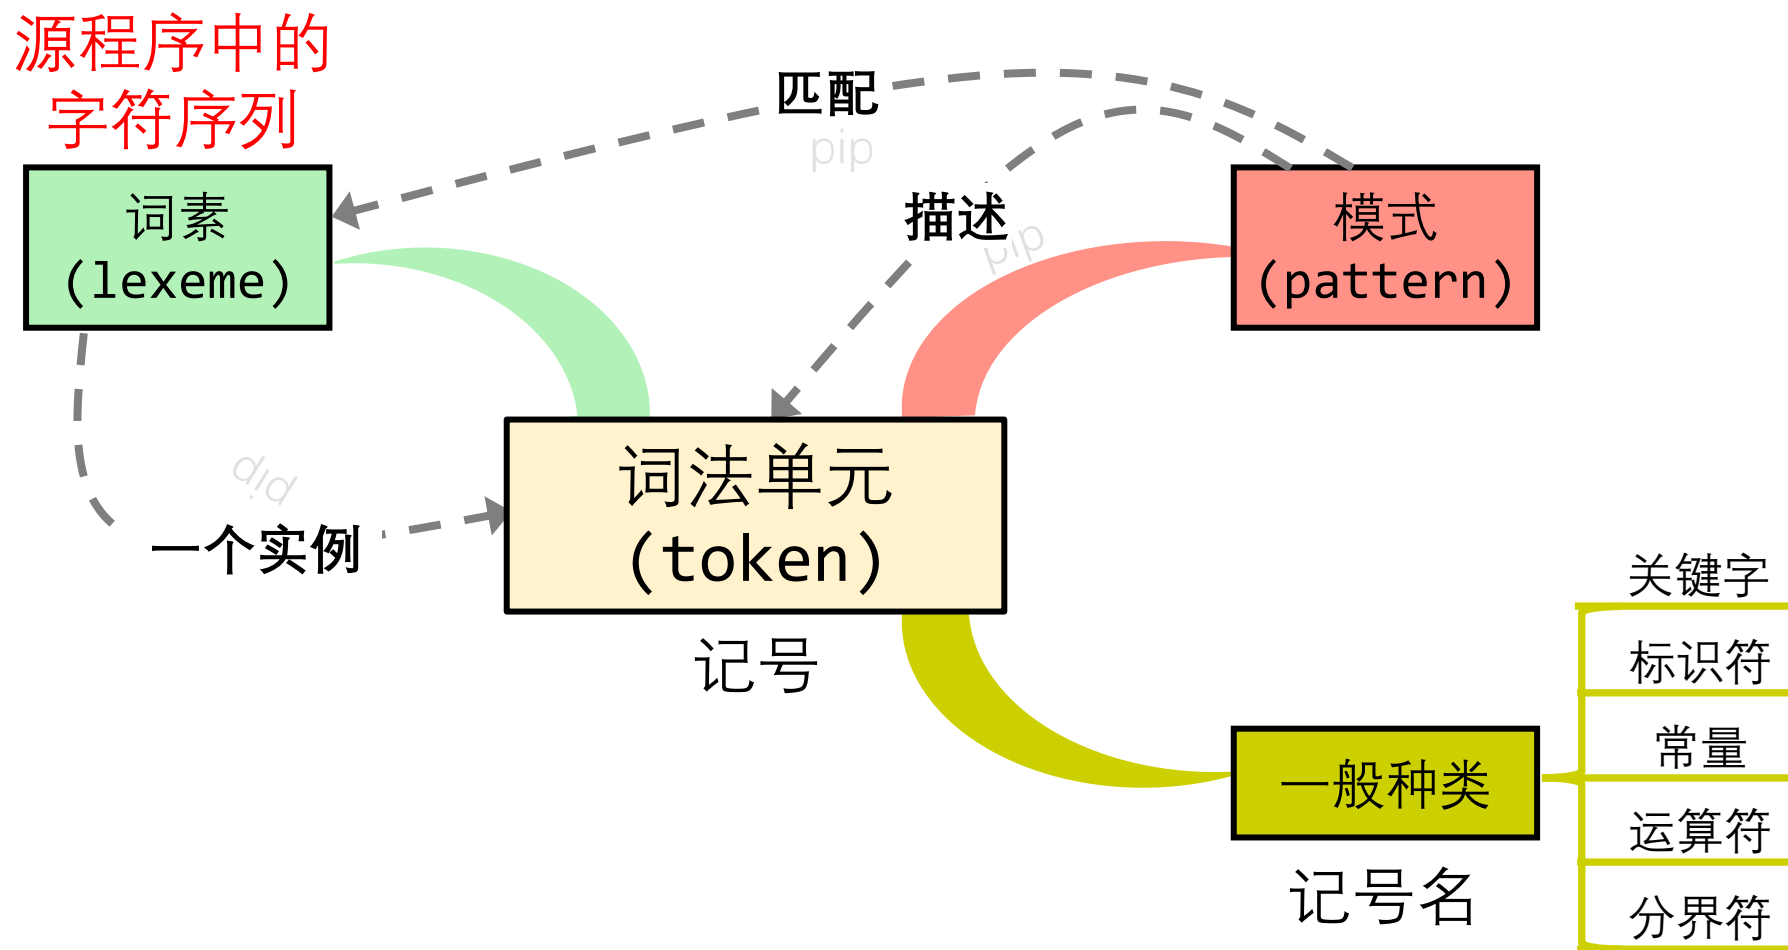 源程序中的
字符序列
匹配
pip
词素
(lexeme)
描述
pip
模式
(pattern)
pip
一个实例
词法单元
(token)
记号
一般种类
记号名
关键字
标识符
常量
运算符
分界符